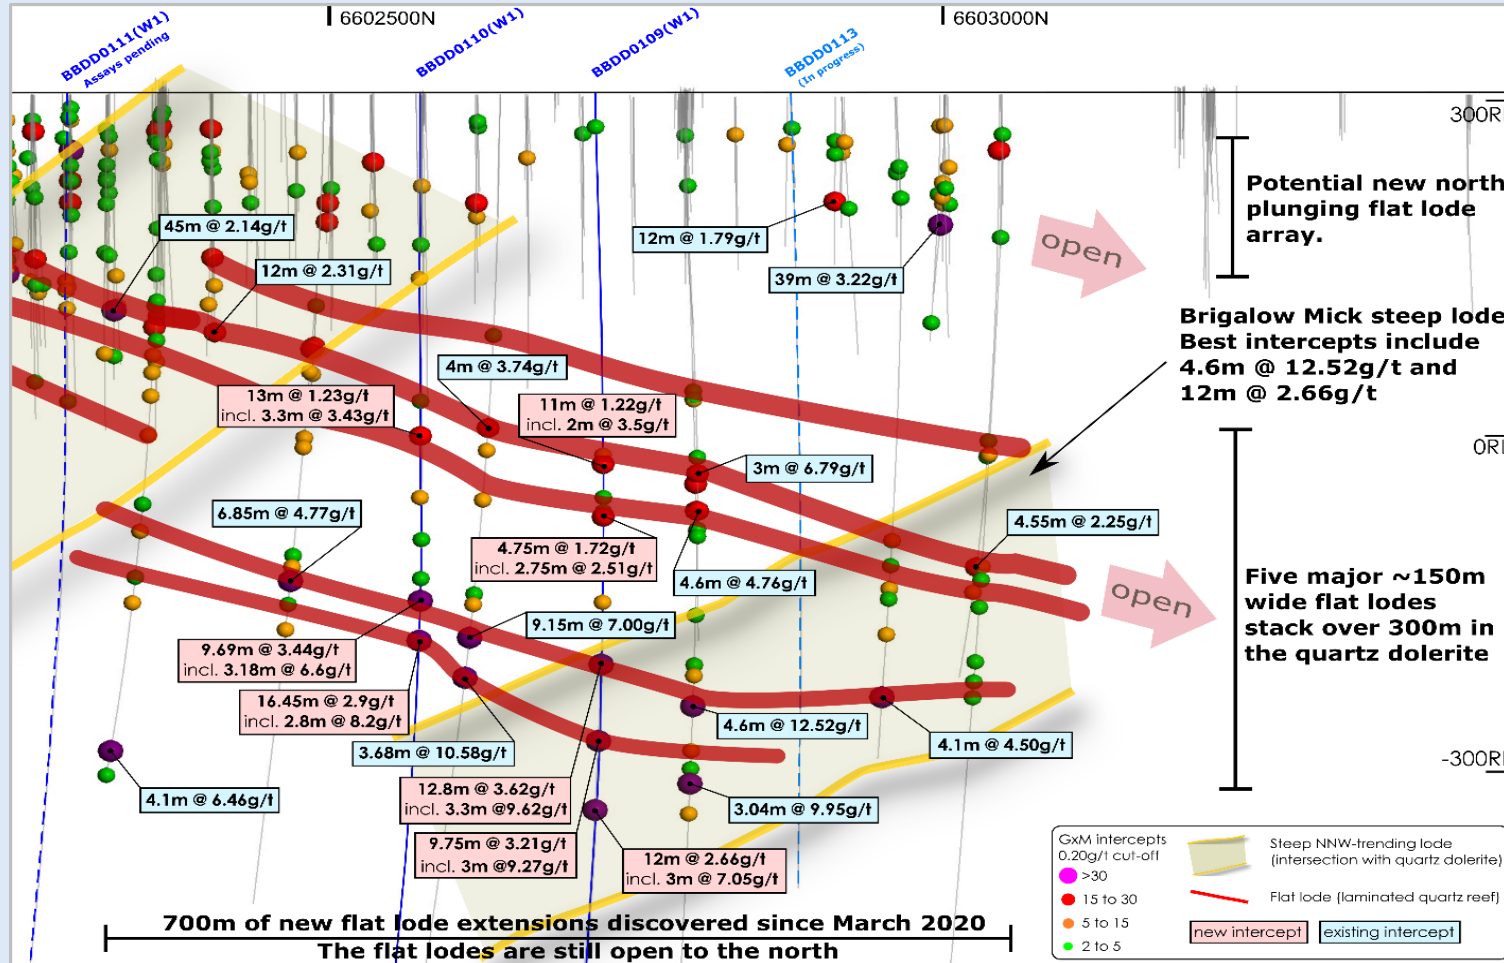 6602500N
6603000N
BBDD0111(W1)
Assays pending
BBDD0110(W1)
BBDD0109(W1)
BBDD0113
(In progress)
300R
Potential new north
plunging flat lode
array.
45m @ 2.14g/t
12m @ 2.31g/t
12m @ 1.79g/t
39m @ 3.22g/t
open
Brigalow Mick steep lode
Best intercepts include
4.6m @ 12.52g/t and
12m @ 2.66g/t
4m @ 3.74g/t
13m @ 1.23g/t
incl. 3.3m @ 3.43g/t
11m @ 1.22g/t
incl. 2m @ 3.5g/t
0R
3m @ 6.79g/t
6.85m @ 4.77g/t
4.55m @ 2.25g/t
4.75m @ 1.72g/t
incl. 2.75m @ 2.51g/t
4.6m @ 4.76g/t
open
Five major ~150m
wide flat lodes
stack over 300m in
the quartz dolerite
9.15m @ 7.00g/t
9.69m @ 3.44g/t
incl. 3.18m @ 6.6g/t
16.45m @ 2.9g/t
incl. 2.8m @ 8.2g/t
4.6m @ 12.52g/t
4.1m @ 4.50g/t
3.68m @ 10.58g/t
-300R
4.1m @ 6.46g/t
12.8m @ 3.62g/t
incl. 3.3m @9.62g/t
3.04m @ 9.95g/t
9.75m @ 3.21g/t
incl. 3m @9.27g/t
12m @ 2.66g/t
incl. 3m @ 7.05g/t
GxM intercepts
0.20g/t cut-off
>30
15 to 30
5 to 15
2 to 5
Steep NNW-trending lode
(intersection with quartz dolerite)
Flat lode (laminated quartz reef)
new intercept
existing intercept
700m of new flat lode extensions discovered since March 2020
The flat lodes are still open to the north